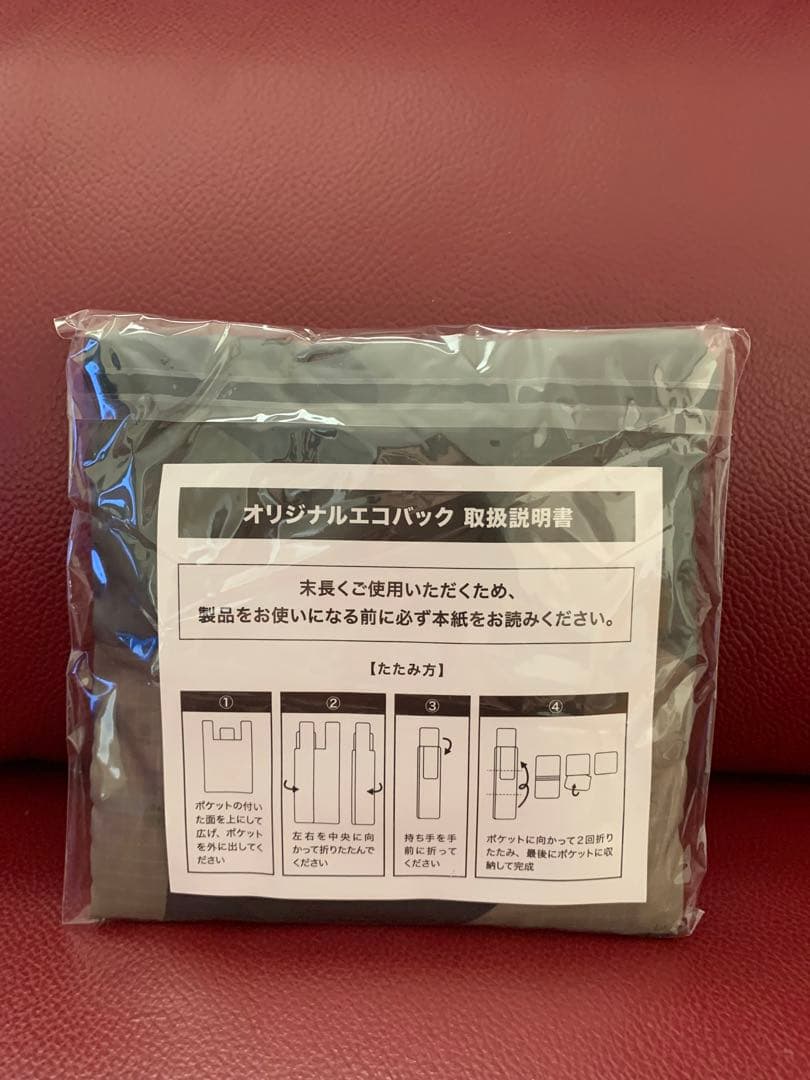 オリジナルエコバック 取扱説明書
末長くご使用いただくため、
製品をお使いになる前に必ず本紙をお読みください。
【たたみ方】
①
ポケットの付い
た面を上にして
広げ、ポケット
を外に出してく
ださい
②
左右を中央に向
かって折りたたんで
ください
③
持ち手を手
前に折って
ください
④
ポケットに向かって2回折り
たたみ、最後にポケットに収
納して完成